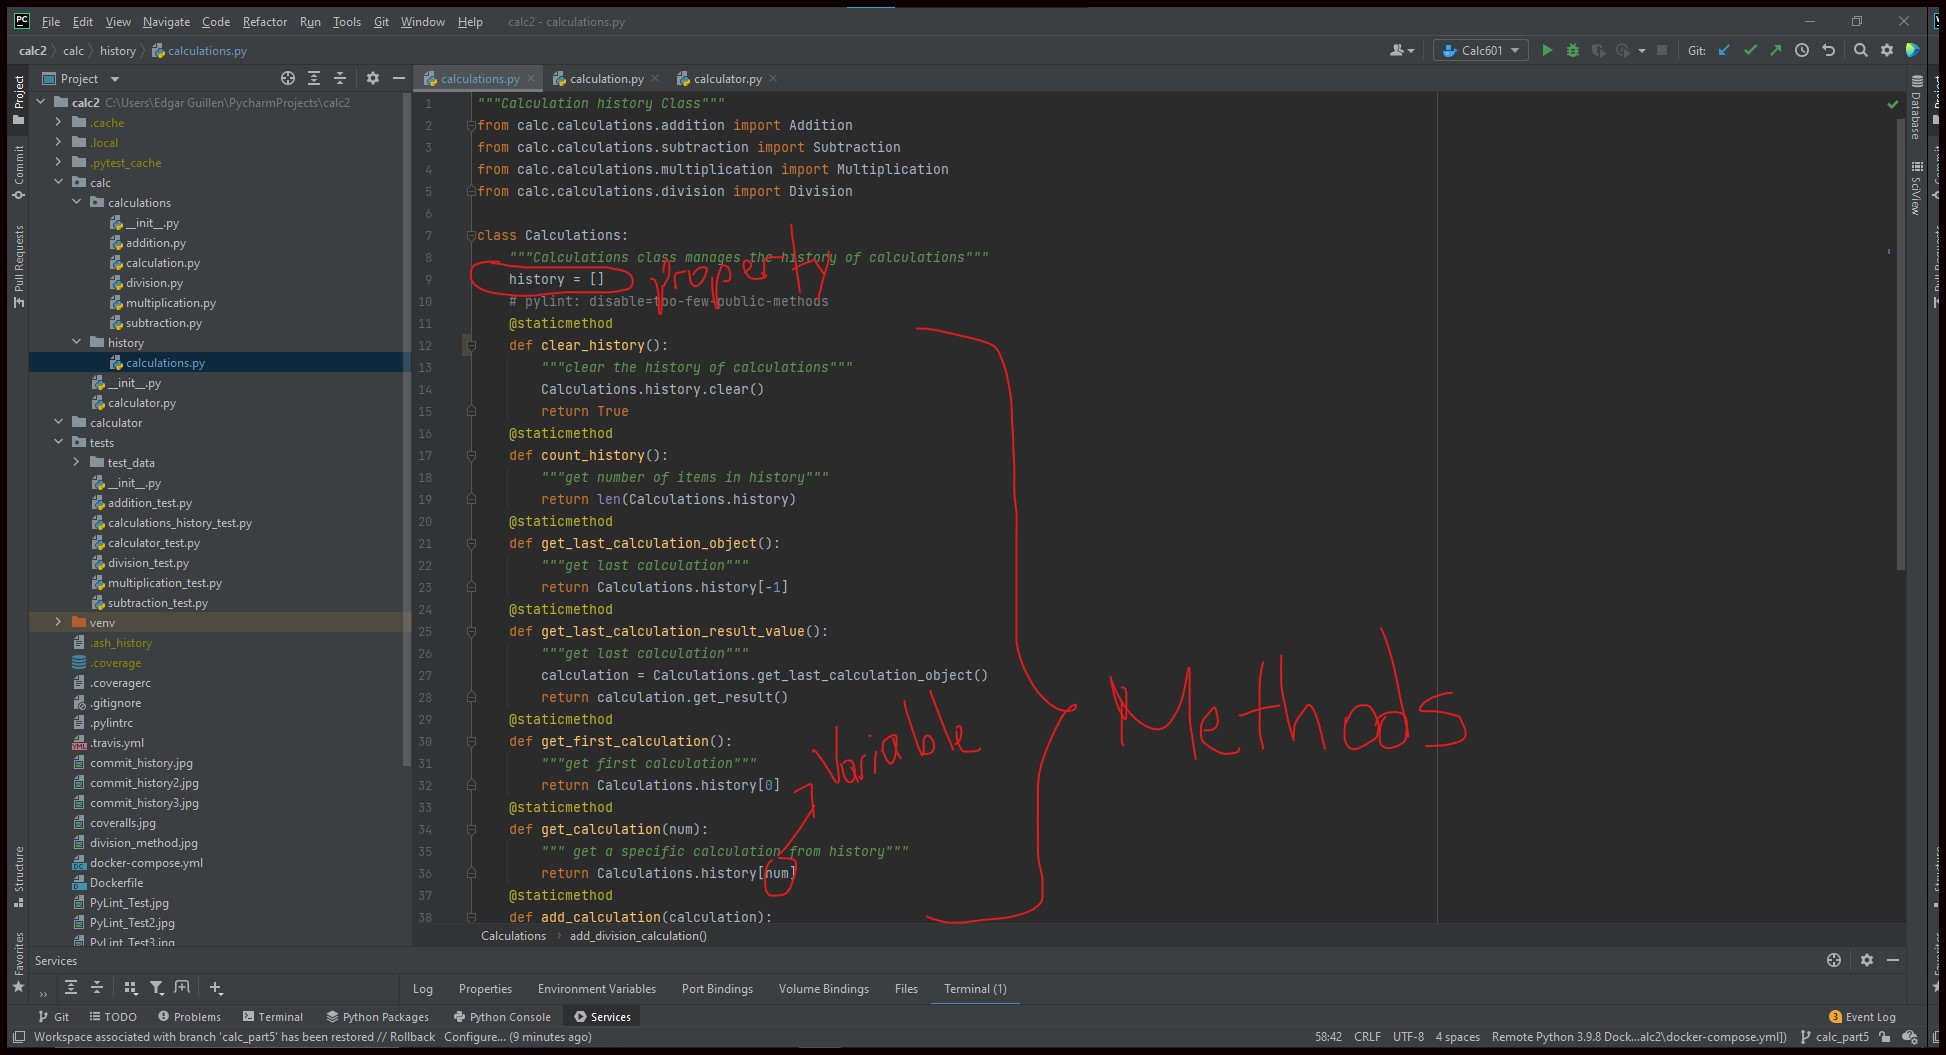 File Edit View Navigate Code Refactor Run Tools Git Window Help calc2 - calculations.py
calc2 calc history calculations.py
Calc601
Git:
Project
calculations.py calculation.py calculator.py
Project
Commit
Pull Requests
Structure
Favorites
calc2 C:\Users\Edgar Guillen\PycharmProjects\calc2
.cache
.local
.pytest_cache
calc
calculations
__init__.py
addition.py
calculation.py
division.py
multiplication.py
subtraction.py
history
calculations.py
__init__.py
calculator.py
calculator
tests
test_data
__init__.py
addition_test.py
calculations_history_test.py
calculator_test.py
division_test.py
multiplication_test.py
subtraction_test.py
venv
.ash_history
.coverage
.coveragerc
.gitignore
.pylintrc
.travis.yml
commit_history.jpg
commit_history2.jpg
commit_history3.jpg
coveralls.jpg
division_method.jpg
docker-compose.yml
Dockerfile
PyLint_Test.jpg
PyLint_Test2.jpg
PyLint_Test3.jpg
1 """Calculation history Class"""
2 from calc.calculations.addition import Addition
3 from calc.calculations.subtraction import Subtraction
4 from calc.calculations.multiplication import Multiplication
5 from calc.calculations.division import Division
6
7 class Calculations:
8 """Calculations class manages the history of calculations"""
9 history = []
property
10 # pylint: disable=too-few-public-methods
11 @staticmethod
12 def clear_history():
13 """clear the history of calculations"""
14 Calculations.history.clear()
15 return True
16 @staticmethod
17 def count_history():
18 """get number of items in history"""
19 return len(Calculations.history)
20 @staticmethod
21 def get_last_calculation_object():
22 """get last calculation"""
23 return Calculations.history[-1]
24 @staticmethod
25 def get_last_calculation_result_value():
26 """get last calculation"""
27 calculation = Calculations.get_last_calculation_object()
28 return calculation.get_result()
29 @staticmethod
30 def get_first_calculation():
31 """get first calculation"""
32 return Calculations.history[0]
33 @staticmethod
34 def get_calculation(num):
35 """ get a specific calculation from history"""
36 return Calculations.history[num]
37 @staticmethod
38 def add_calculation(calculation):
Variable
Methods
Database
SciView
Calculations add_division_calculation()
Services
Log Properties Environment Variables Port Bindings Volume Bindings Files Terminal (1)
Git TODO Problems Terminal Python Packages Python Console Services 3 Event Log
Workspace associated with branch 'calc_part5' has been restored // Rollback Configure... (9 minutes ago) 58:42 CRLF UTF-8 4 spaces Remote Python 3.9.8 Dock...alc2\docker-compose.yml]) calc_part5